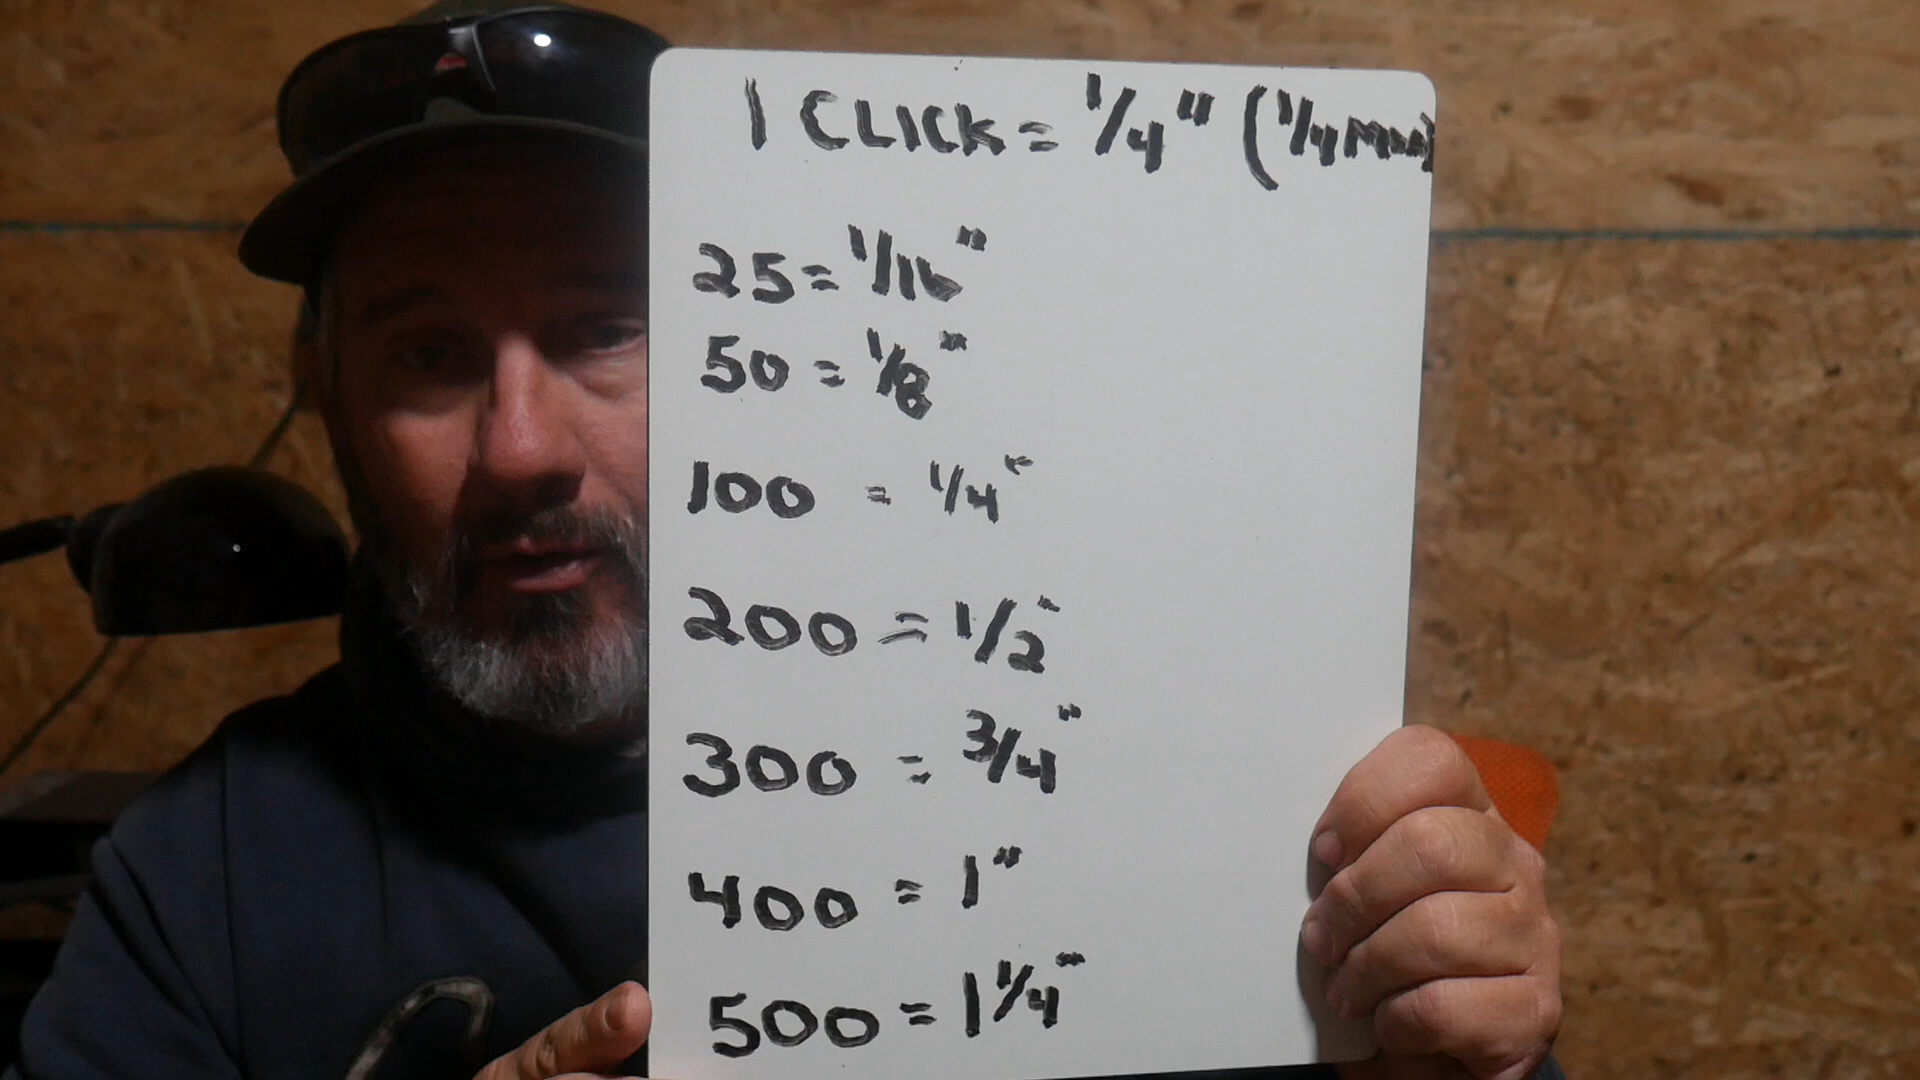 1 CLICK = 1/4" (1/4 MOA)
25 = 1/16"
50 = 1/8"
100 = 1/4"
200 = 1/2"
300 = 3/4"
400 = 1"
500 = 1 1/4"